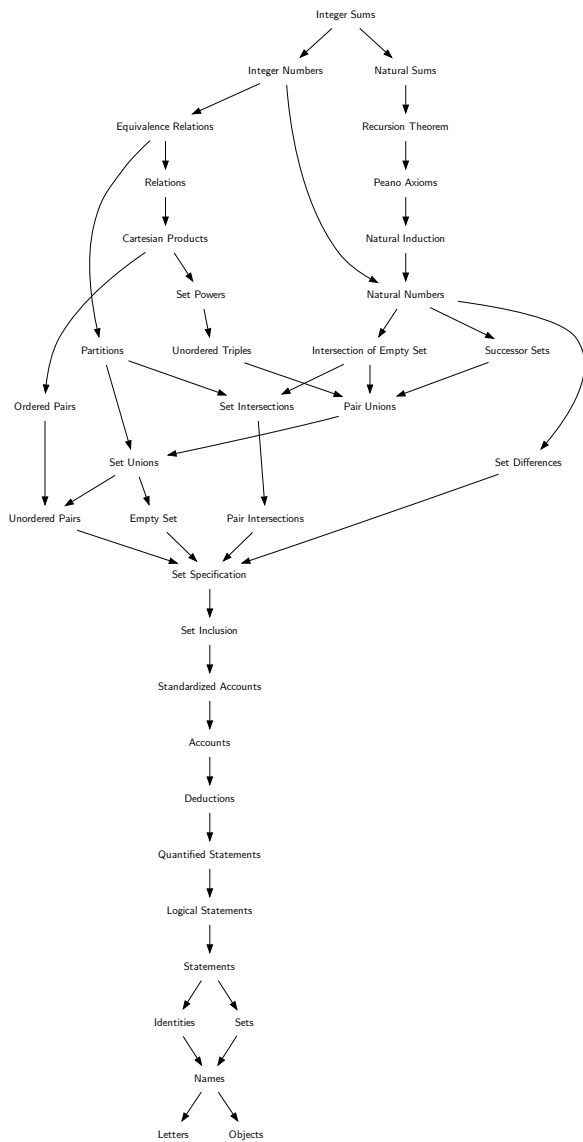 Integer Sums
Integer Numbers
Natural Sums
Equivalence Relations
Recursion Theorem
Relations
Peano Axioms
Cartesian Products
Natural Induction
Set Powers
Natural Numbers
Partitions
Unordered Triples
Intersection of Empty Set
Successor Sets
Ordered Pairs
Set Intersections
Pair Unions
Set Unions
Set Differences
Unordered Pairs
Empty Set
Pair Intersections
Set Specification
Set Inclusion
Standardized Accounts
Accounts
Deductions
Quantified Statements
Logical Statements
Statements
Identities
Sets
Names
Letters
Objects